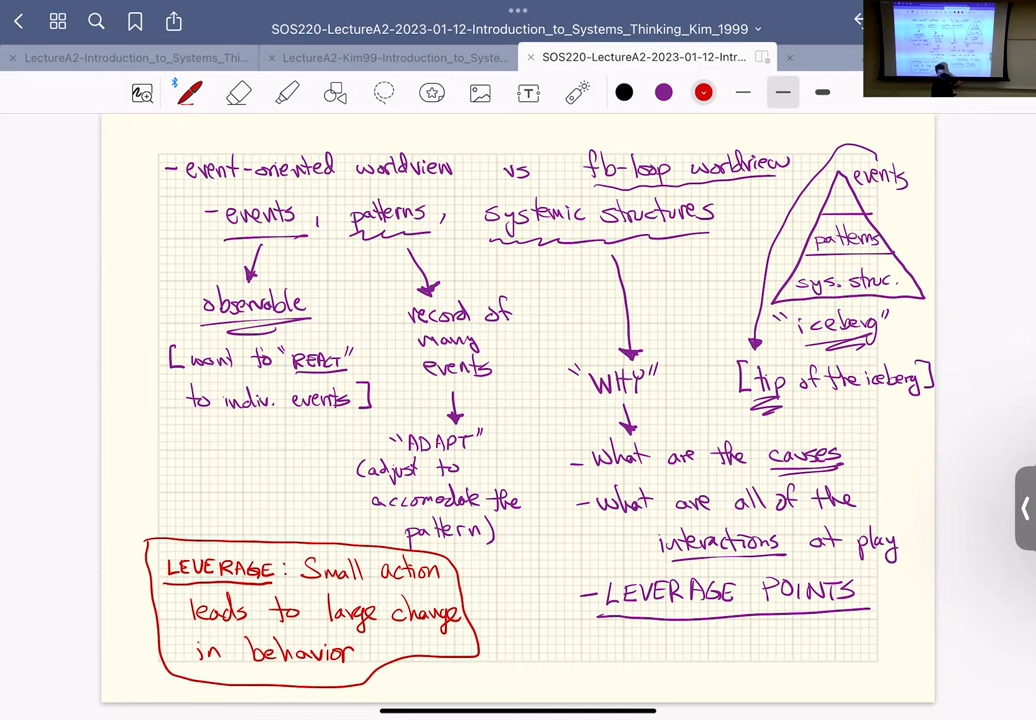 SOS220-LectureA2-2023-01-12-Introduction_to_Systems_Thinking_Kim_1999
LectureA2-Introduction_to_Systems_Thi...
LectureA2-Kim99-Introduction_to_Syste...
SOS220-LectureA2-2023-01-12-Intr...
- event-oriented worldview vs fb-loop worldview
- events, patterns, systemic structures
events
patterns
sys. struc.
"iceberg"
[tip of the iceberg]
observable
[want to "REACT"
to indiv. events]
record of
many
events
"ADAPT"
(adjust to
accomodate the
pattern)
"WHY"
- what are the causes
- what are all of the
interactions at play
- LEVERAGE POINTS
LEVERAGE: Small action
leads to large change
in behavior